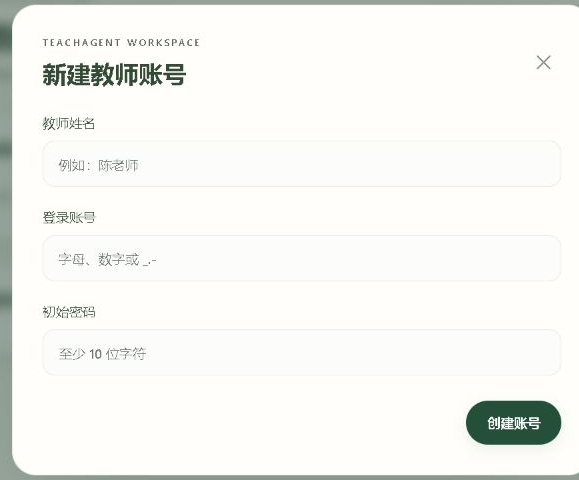 TEACHAGENT WORKSPACE
新建教师账号
教师姓名
例如：陈老师
登录账号
字母、数字或 _.-
初始密码
至少 10 位字符
创建账号